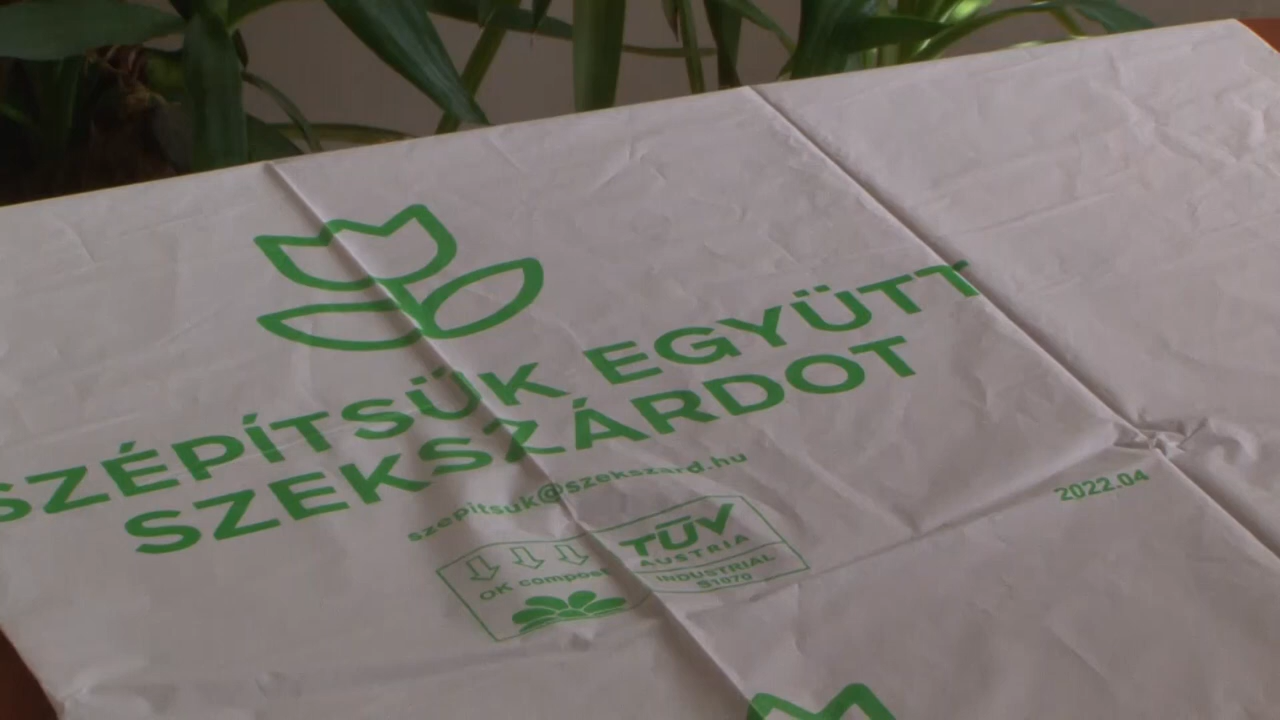 SZÉPÍTSÜK EGYÜTT
SZEKSZÁRDOT
szepitsuk@szekszard.hu
OK compost
TÜV
AUSTRIA
INDUSTRIAL
S1070
2022.04